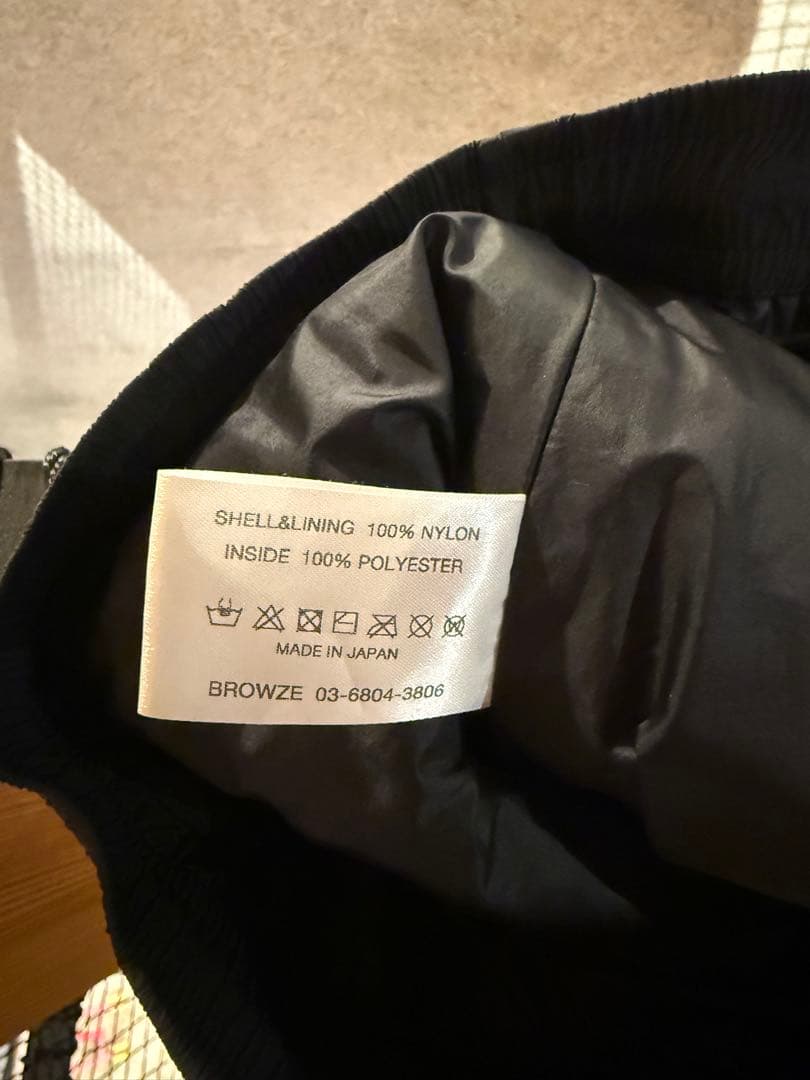 SHELL&LINING 100% NYLON
INSIDE 100% POLYESTER
MADE IN JAPAN
BROWZE 03-6804-3806